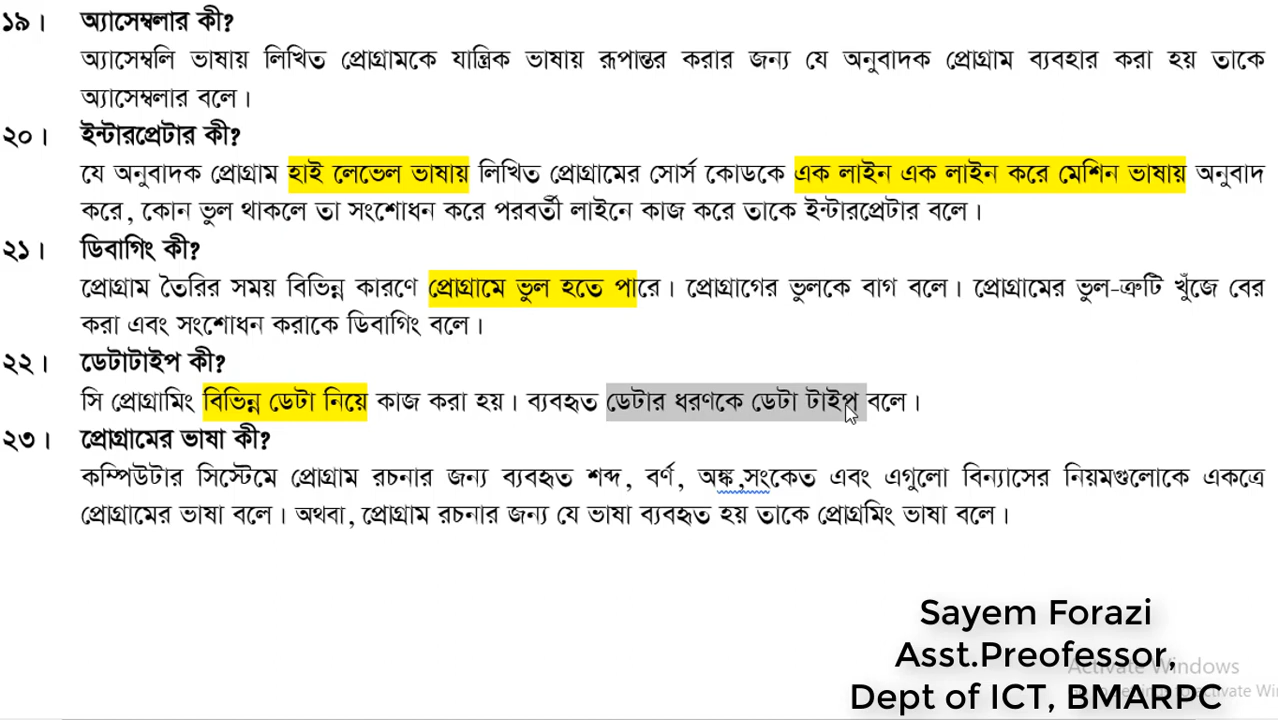 ১৯। অ্যাসেম্বলার কী?
অ্যাসেম্বলি ভাষায় লিখিত প্রোগ্রামকে যান্ত্রিক ভাষায় রূপান্তর করার জন্য যে অনুবাদক প্রোগ্রাম ব্যবহার করা হয় তাকে
অ্যাসেম্বলার বলে।
২০। ইন্টারপ্রেটার কী?
যে অনুবাদক প্রোগ্রাম হাই লেভেল ভাষায় লিখিত প্রোগ্রামের সোর্স কোডকে এক লাইন এক লাইন করে মেশিন ভাষায় অনুবাদ
করে, কোন ভুল থাকলে তা সংশোধন করে পরবর্তী লাইনে কাজ করে তাকে ইন্টারপ্রেটার বলে।
২১। ডিবাগিং কী?
প্রোগ্রাম তৈরির সময় বিভিন্ন কারণে প্রোগ্রামে ভুল হতে পারে। প্রোগ্রাগের ভুলকে বাগ বলে। প্রোগ্রামের ভুল-ত্রুটি খুঁজে বের
করা এবং সংশোধন করাকে ডিবাগিং বলে।
২২। ডেটাটাইপ কী?
সি প্রোগ্রামিং বিভিন্ন ডেটা নিয়ে কাজ করা হয়। ব্যবহৃত ডেটার ধরণকে ডেটা টাইপ বলে।
২৩। প্রোগ্রামের ভাষা কী?
কম্পিউটার সিস্টেমে প্রোগ্রাম রচনার জন্য ব্যবহৃত শব্দ, বর্ণ, অঙ্ক,সংকেত এবং এগুলো বিন্যাসের নিয়মগুলোকে একত্রে
প্রোগ্রামের ভাষা বলে। অথবা, প্রোগ্রাম রচনার জন্য যে ভাষা ব্যবহৃত হয় তাকে প্রোগ্রমিং ভাষা বলে।
Sayem Forazi
Asst.Preofessor,
Activate Windows
Dept of ICT, BMARPC